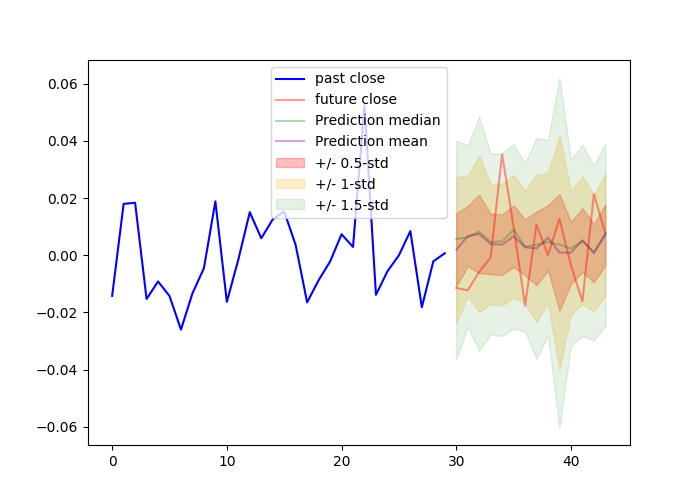 past close
future close
Prediction median
Prediction mean
+/- 0.5-std
+/- 1-std
+/- 1.5-std
0.06
0.04
0.02
0.00
−0.02
−0.04
−0.06
0 10 20 30 40